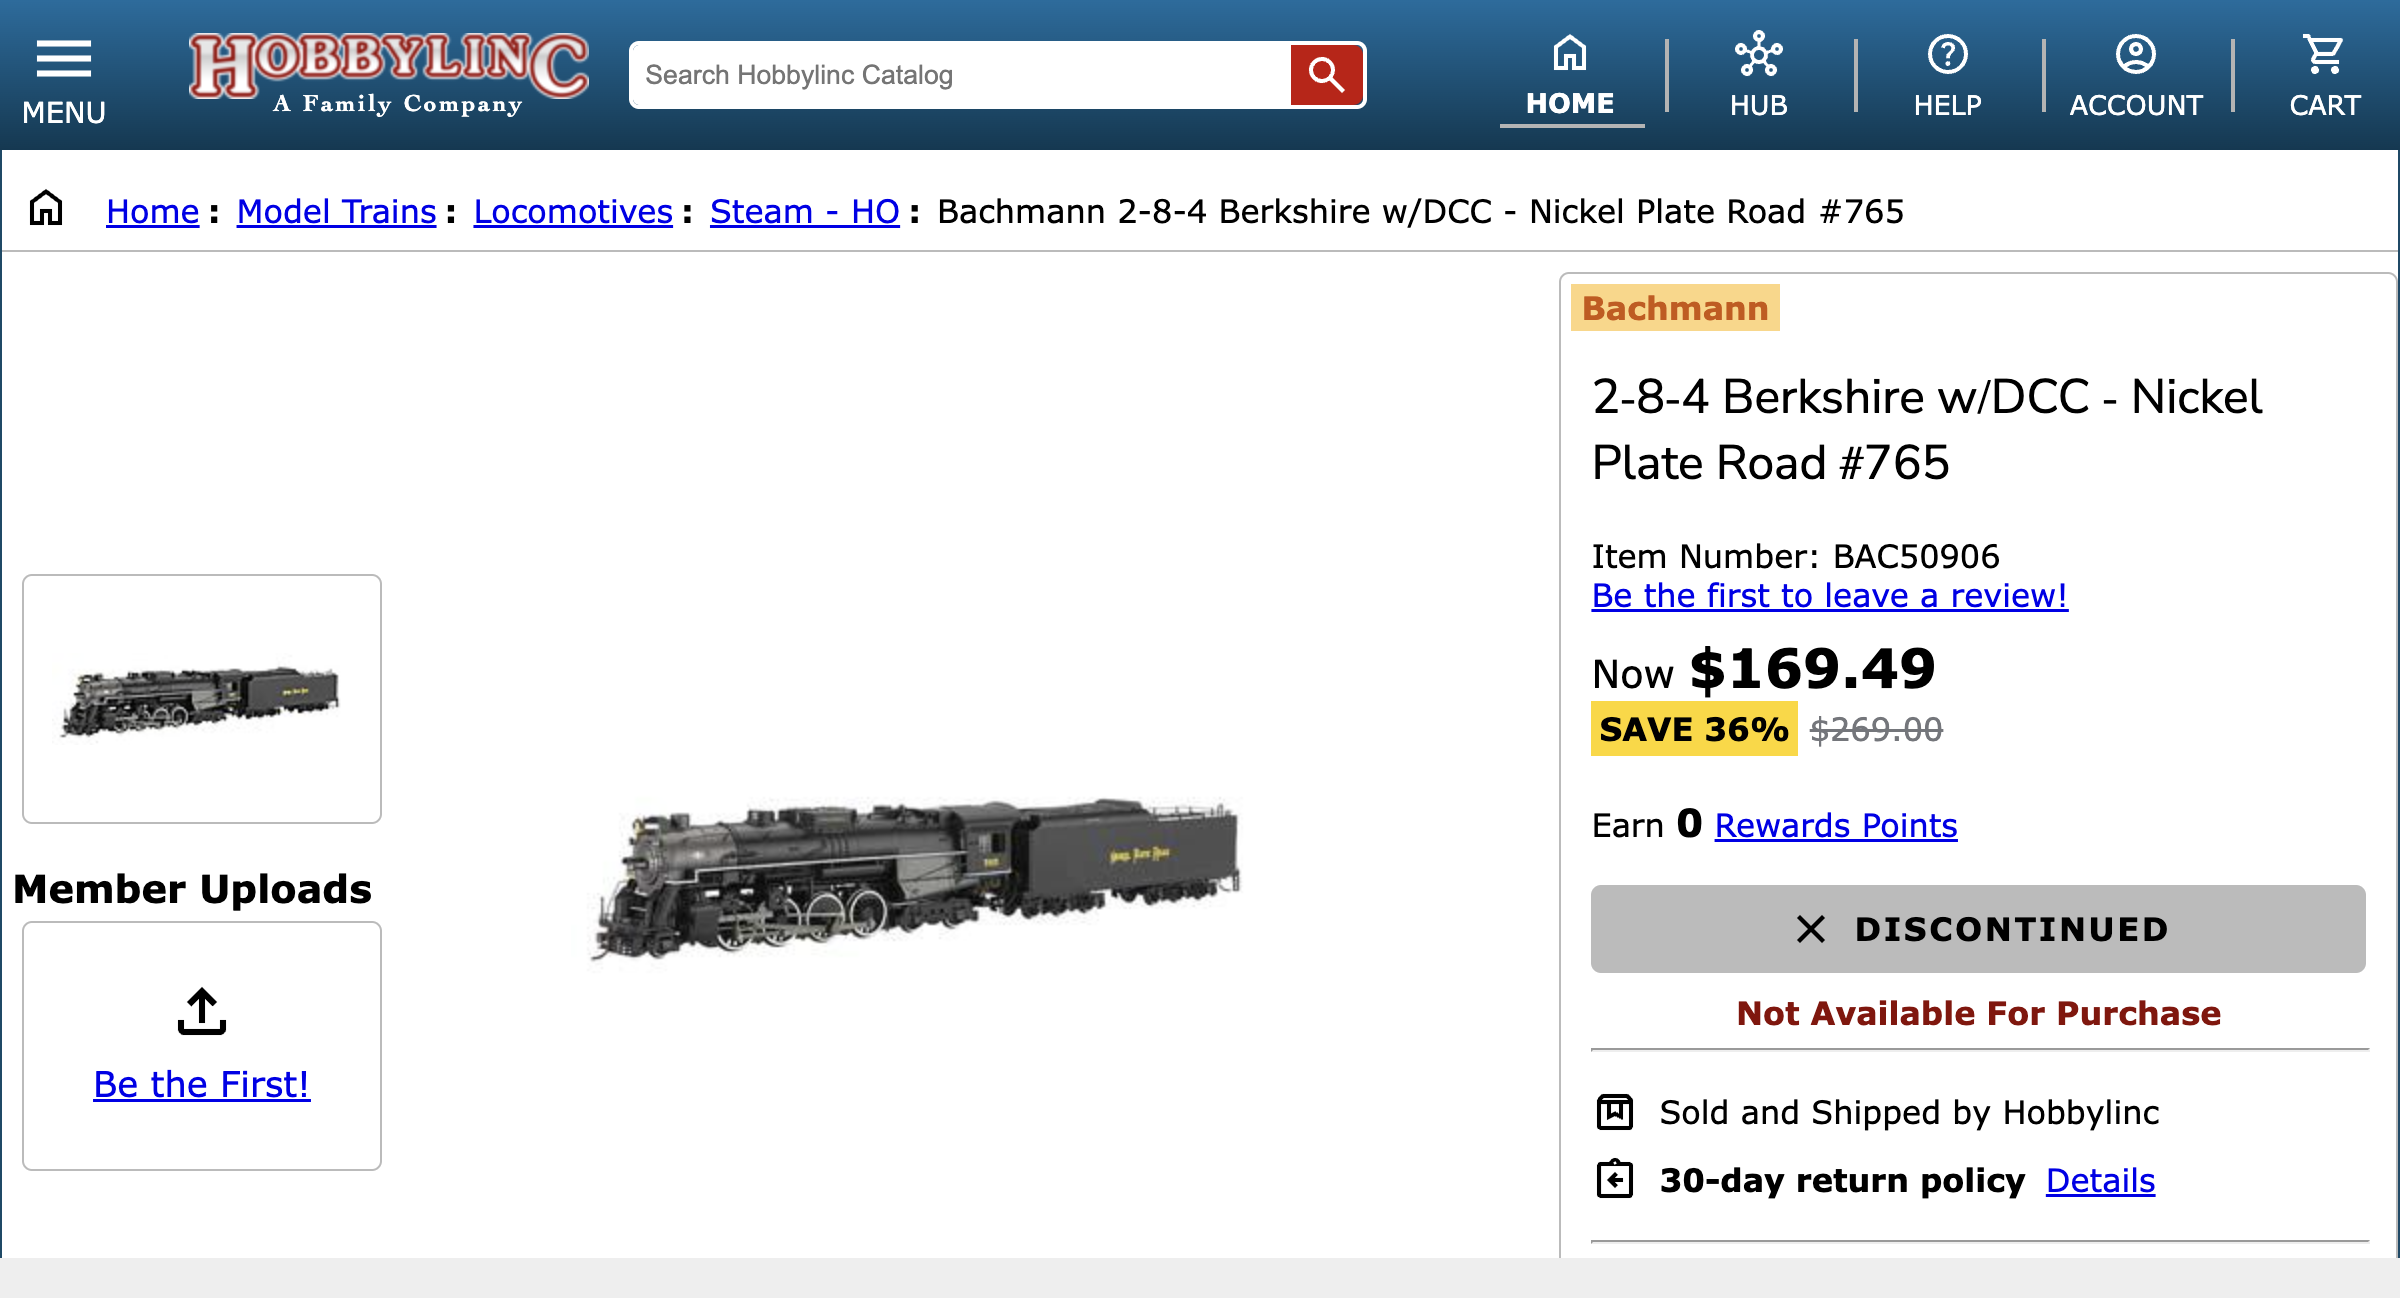 MENU
HOBBYLINC
A Family Company
Search Hobbylinc Catalog
HOME
HUB
HELP
ACCOUNT
CART
Home : Model Trains : Locomotives : Steam - HO : Bachmann 2-8-4 Berkshire w/DCC - Nickel Plate Road #765
Bachmann
2-8-4 Berkshire w/DCC - Nickel
Plate Road #765
Item Number: BAC50906
Be the first to leave a review!
Now $169.49
SAVE 36% $269.00
Earn 0 Rewards Points
DISCONTINUED
Not Available For Purchase
Sold and Shipped by Hobbylinc
30-day return policy Details
Member Uploads
Be the First!